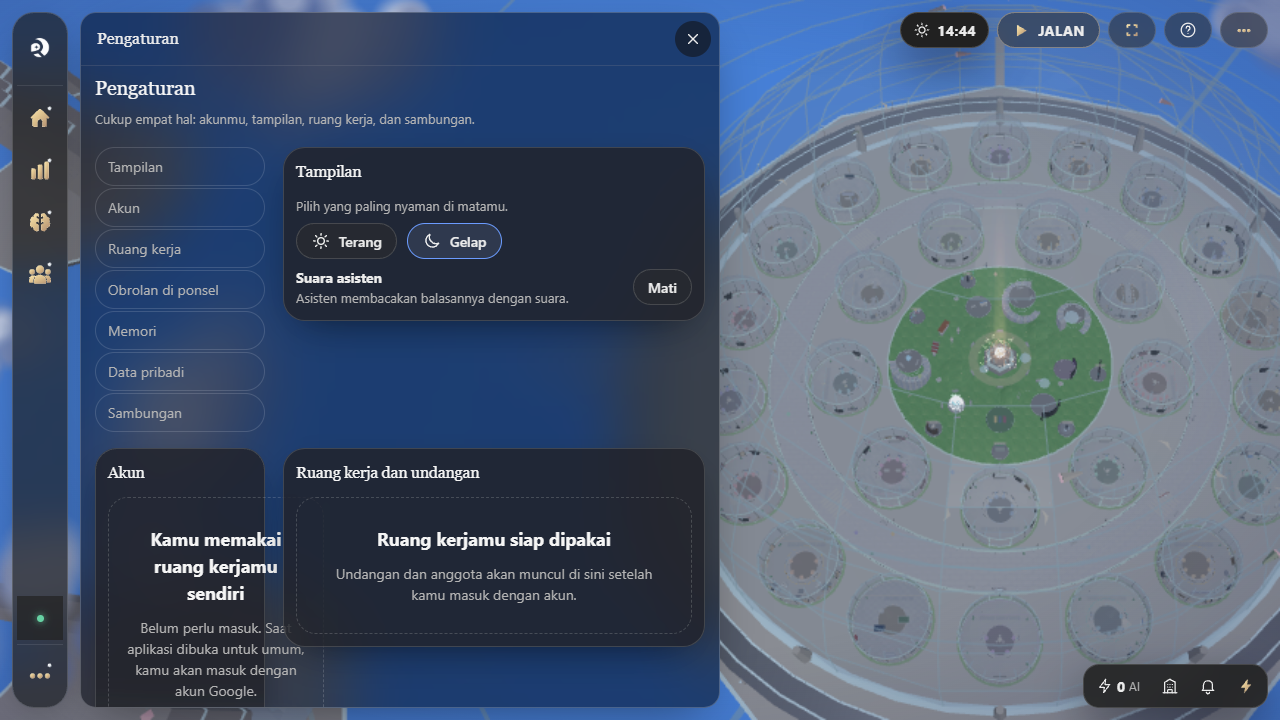 Pengaturan
14:44
JALAN
Pengaturan
Cukup empat hal: akunmu, tampilan, ruang kerja, dan sambungan.
Tampilan
Akun
Ruang kerja
Obrolan di ponsel
Memori
Data pribadi
Sambungan
Tampilan
Pilih yang paling nyaman di matamu.
Terang
Gelap
Suara asisten
Asisten membacakan balasannya dengan suara.
Mati
Akun
Kamu memakai
ruang kerjamu
sendiri
Belum perlu masuk. Saat
aplikasi dibuka untuk umum,
kamu akan masuk dengan
akun Google.
Ruang kerja dan undangan
Ruang kerjamu siap dipakai
Undangan dan anggota akan muncul di sini setelah
kamu masuk dengan akun.
0 AI